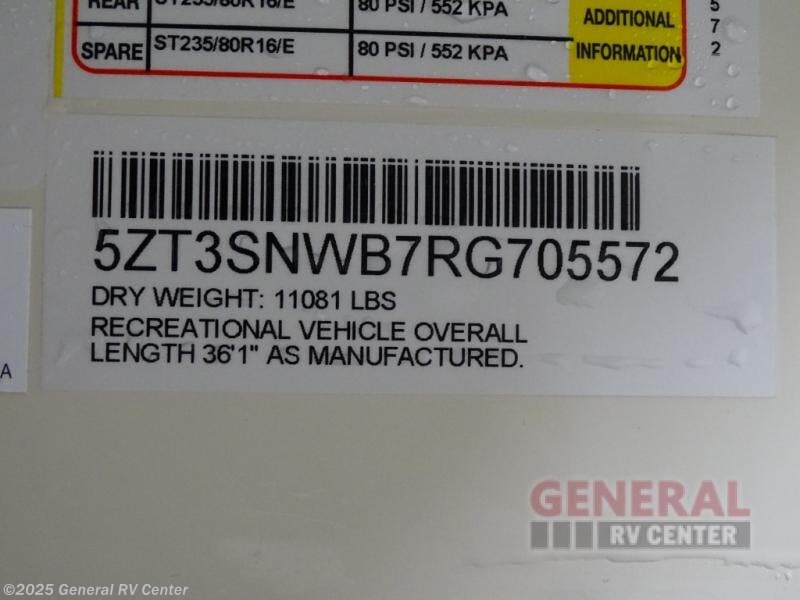 REAR ST235/80R16/E 80 PSI / 552 KPA
ADDITIONAL
SPARE ST235/80R16/E 80 PSI / 552 KPA INFORMATION
5
7
2
5ZT3SNWB7RG705572
DRY WEIGHT: 11081 LBS
RECREATIONAL VEHICLE OVERALL
LENGTH 36'1" AS MANUFACTURED.
A
GENERAL
RV CENTER
©2025 General RV Center